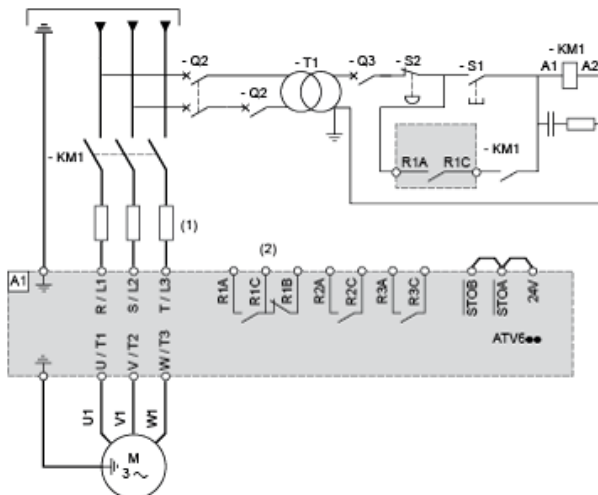 - Q2
- T1
- Q3
- S2
- S1
- KM1
A1
A2
- Q2
- KM1
R1A
R1C
- KM1
(1)
(2)
A1
R / L1
S / L2
T / L3
R1A
R1C
R1B
R2A
R2C
R3A
R3C
STOB
STOA
24V
U / T1
V / T2
W / T3
ATV6●●
U1
V1
W1
M
3 ~